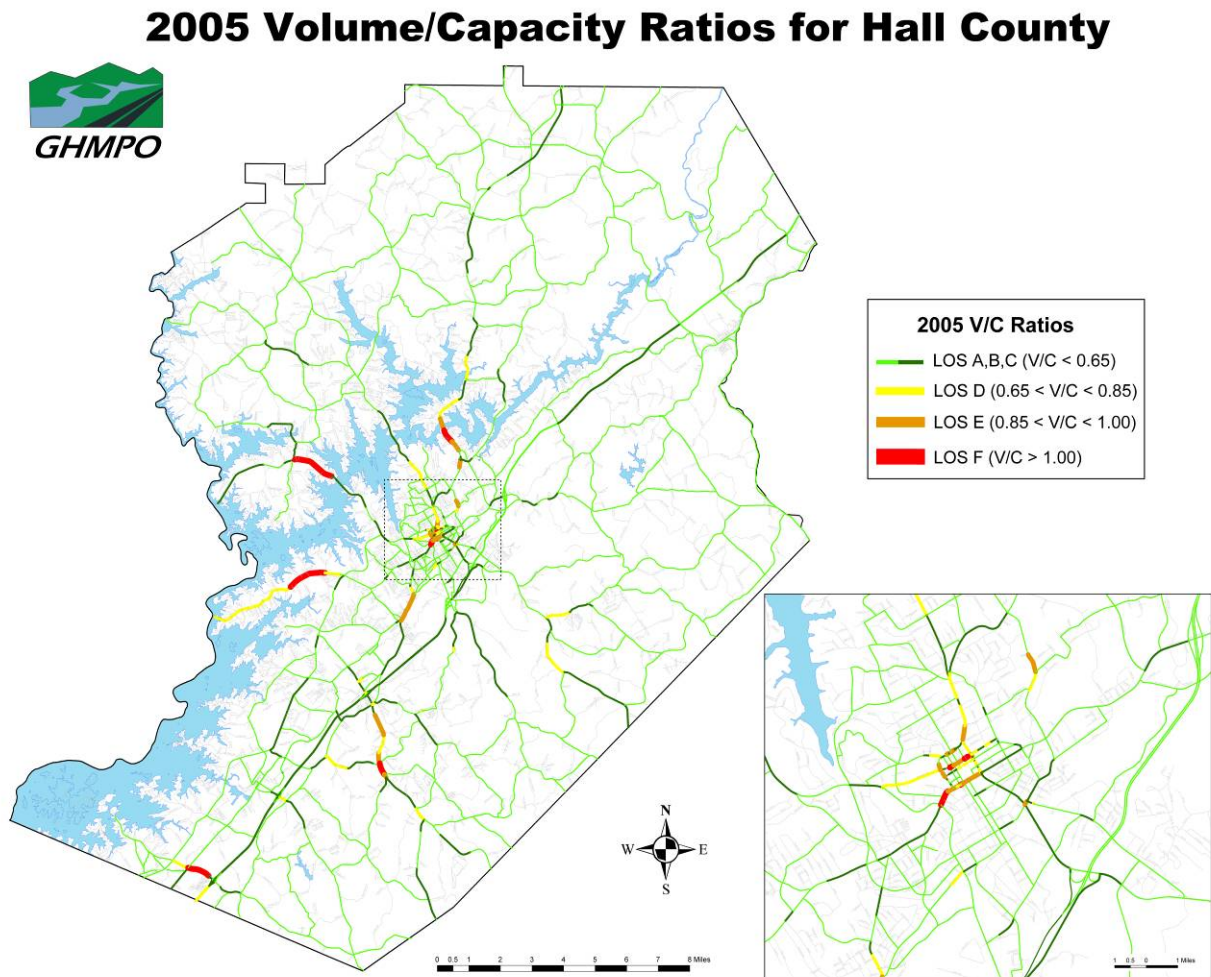 2005 Volume/Capacity Ratios for Hall County
GHMPO
2005 V/C Ratios
LOS A,B,C (V/C < 0.65)
LOS D (0.65 < V/C < 0.85)
LOS E (0.85 < V/C < 1.00)
LOS F (V/C > 1.00)
N
W E
S
0 0.5 1 2 3 4 5 6 7 8 Miles
1 0.5 0 1 Miles